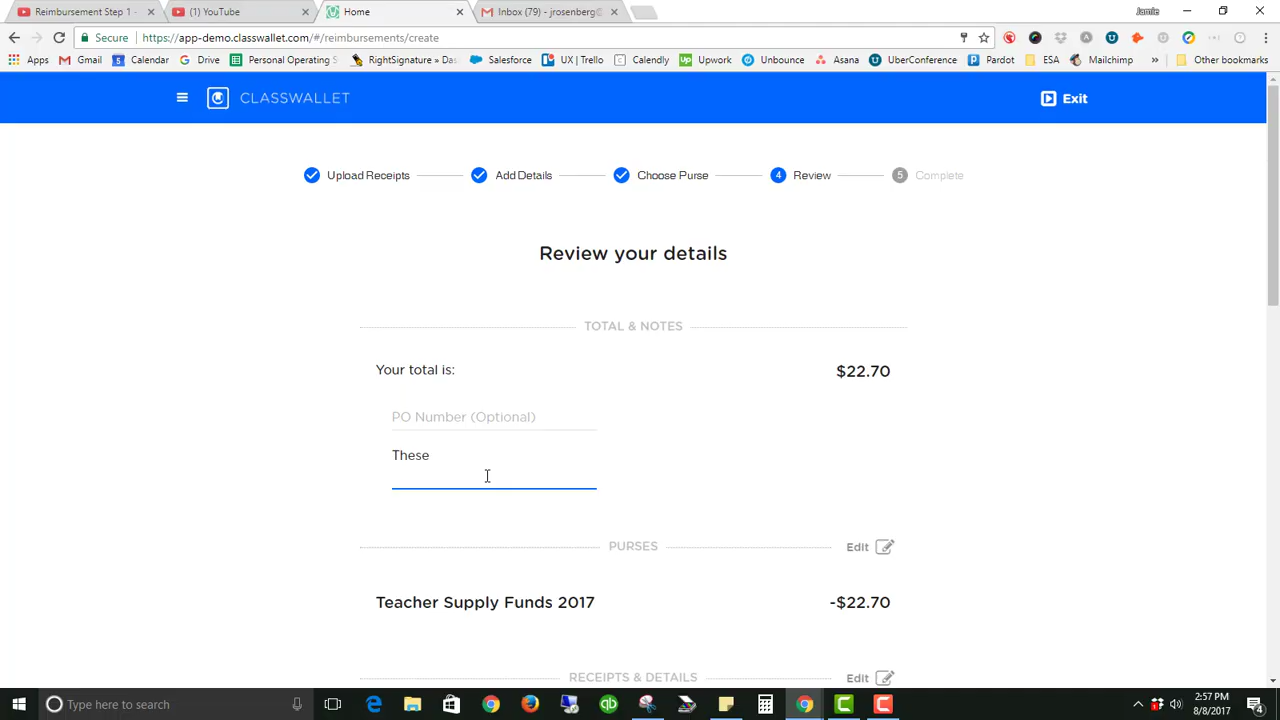 Reimbursement Step 1 -
(1) YouTube
Home
Inbox (79) - jrosenberg@
Jamie
Secure
https://app-demo.classwallet.com/#/reimbursements/create
Apps
Gmail
Calendar
Drive
Personal Operating
RightSignature » Das
Salesforce
UX | Trello
Calendly
Upwork
Unbounce
Asana
UberConference
Pardot
ESA
Mailchimp
»
Other bookmarks
CLASSWALLET
Exit
Upload Receipts
Add Details
Choose Purse
4 Review
5 Complete
Review your details
TOTAL & NOTES
Your total is:
$22.70
PO Number (Optional)
These
PURSES
Edit
Teacher Supply Funds 2017
-$22.70
RECEIPTS & DETAILS
Edit
Type here to search
2:57 PM
8/8/2017